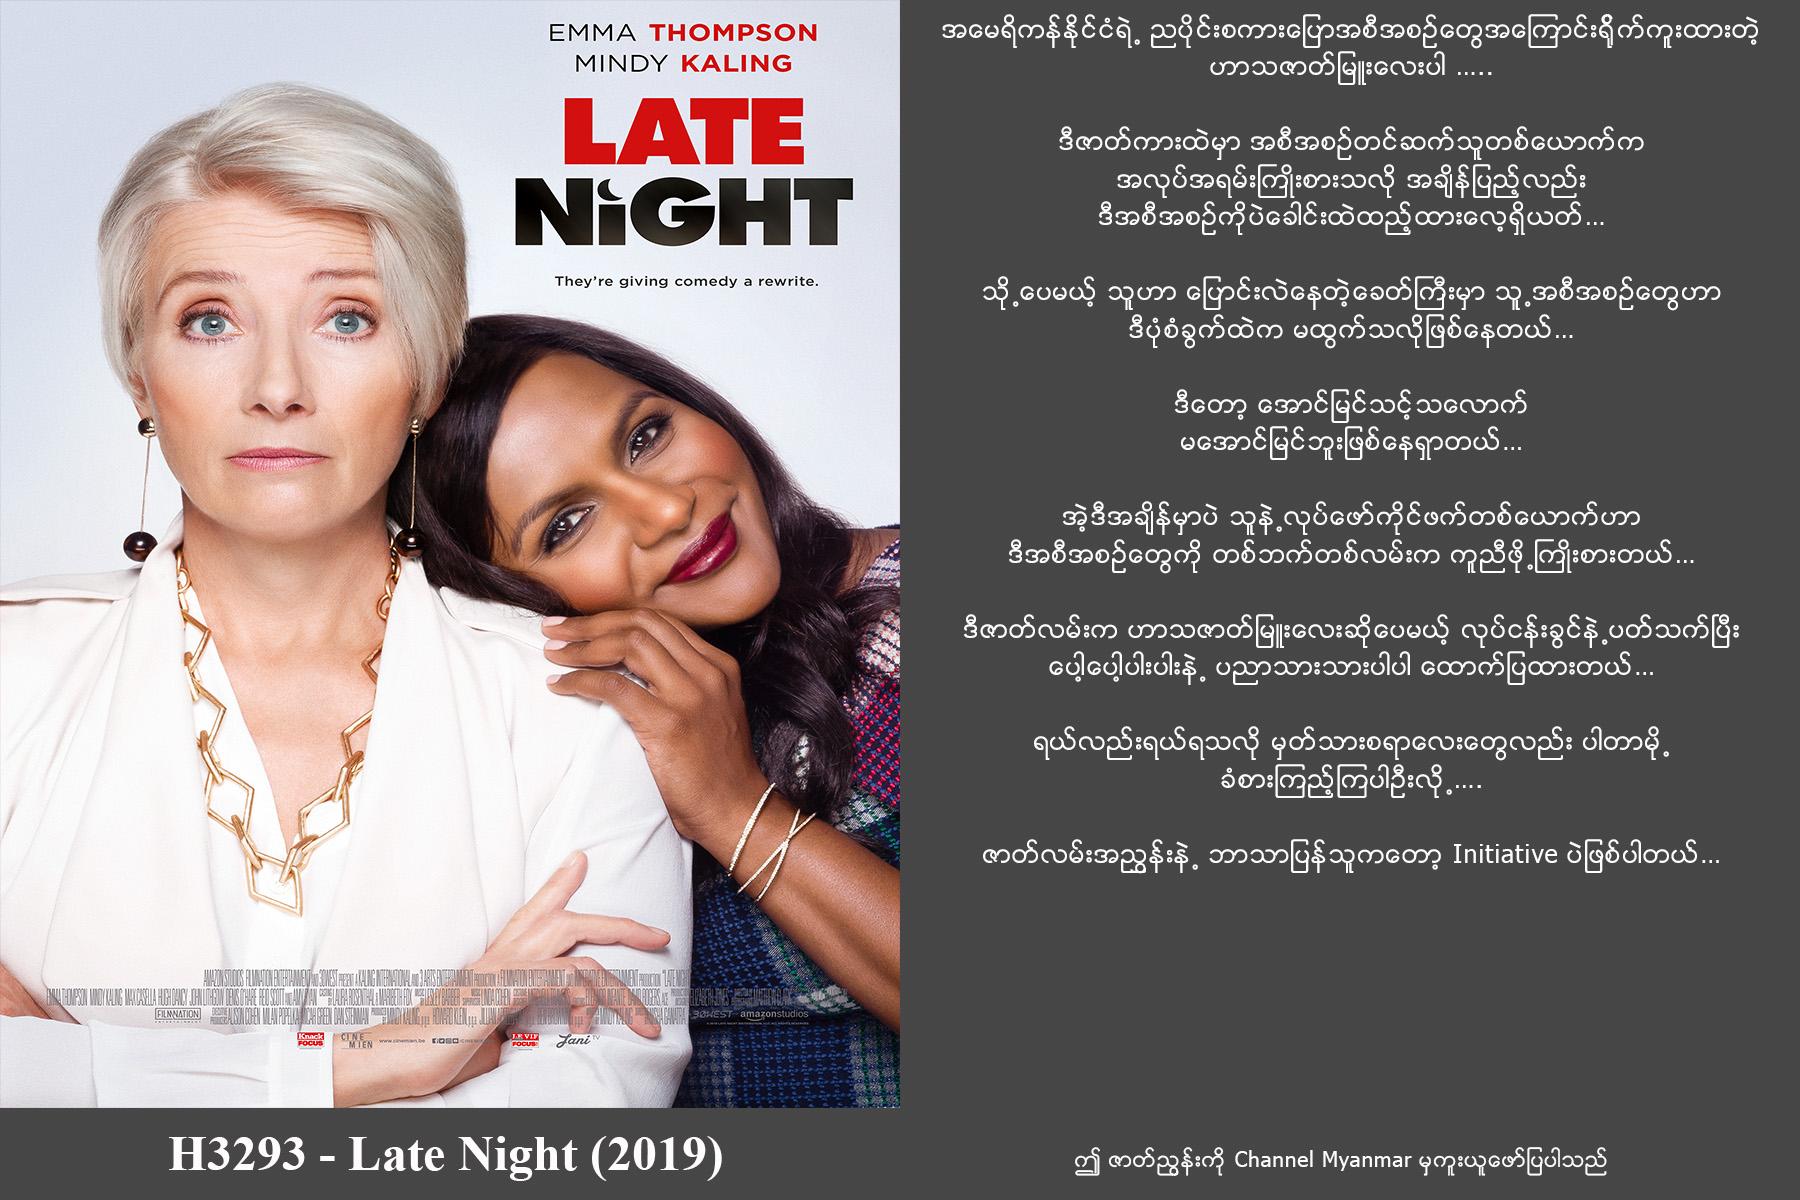 EMMA THOMPSON
MINDY KALING
LATE
NiGHT
They're giving comedy a rewrite.
FILMNATION
ENTERTAINMENT
Knack
FOCUS
CINE
MIEN
www.cinemien.be
LE VIF
FOCUS
30WEST
amazonstudios
H3293 - Late Night (2019)
အမေရိကန်နိုင်ငံရဲ့ ညပိုင်းစကားပြောအစီအစဉ်တွေအကြောင်းရိုက်ကူးထားတဲ့
ဟာသဇာတ်မြူးလေးပါ .....
ဒီဇာတ်ကားထဲမှာ အစီအစဉ်တင်ဆက်သူတစ်ယောက်က
အလုပ်အရမ်းကြိုးစားသလို အချိန်ပြည့်လည်း
ဒီအစီအစဉ်ကိုပဲခေါင်းထဲထည့်ထားလေ့ရှိယတ်...
သို့ပေမယ့် သူဟာ ပြောင်းလဲနေတဲ့ခေတ်ကြီးမှာ သူ့အစီအစဉ်တွေဟာ
ဒီပုံစံခွက်ထဲက မထွက်သလိုဖြစ်နေတယ်...
ဒီတော့ အောင်မြင်သင့်သလောက်
မအောင်မြင်ဘူးဖြစ်နေရှာတယ်...
အဲ့ဒီအချိန်မှာပဲ သူနဲ့လုပ်ဖော်ကိုင်ဖက်တစ်ယောက်ဟာ
ဒီအစီအစဉ်တွေကို တစ်ဘက်တစ်လမ်းက ကူညီဖို့ကြိုးစားတယ်...
ဒီဇာတ်လမ်းက ဟာသဇာတ်မြူးလေးဆိုပေမယ့် လုပ်ငန်းခွင်နဲ့ပတ်သက်ပြီး
ပေါ့ပေါ့ပါးပါးနဲ့ ပညာသားသားပါပါ ထောက်ပြထားတယ်...
ရယ်လည်းရယ်ရသလို မှတ်သားစရာလေးတွေလည်း ပါတာမို့
ခံစားကြည့်ကြပါဦးလို့....
ဇာတ်လမ်းအညွှန်းနဲ့ ဘာသာပြန်သူကတော့ Initiative ပဲဖြစ်ပါတယ်...
ဤ ဇာတ်ညွှန်းကို Channel Myanmar မှကူးယူဖော်ပြပါသည်